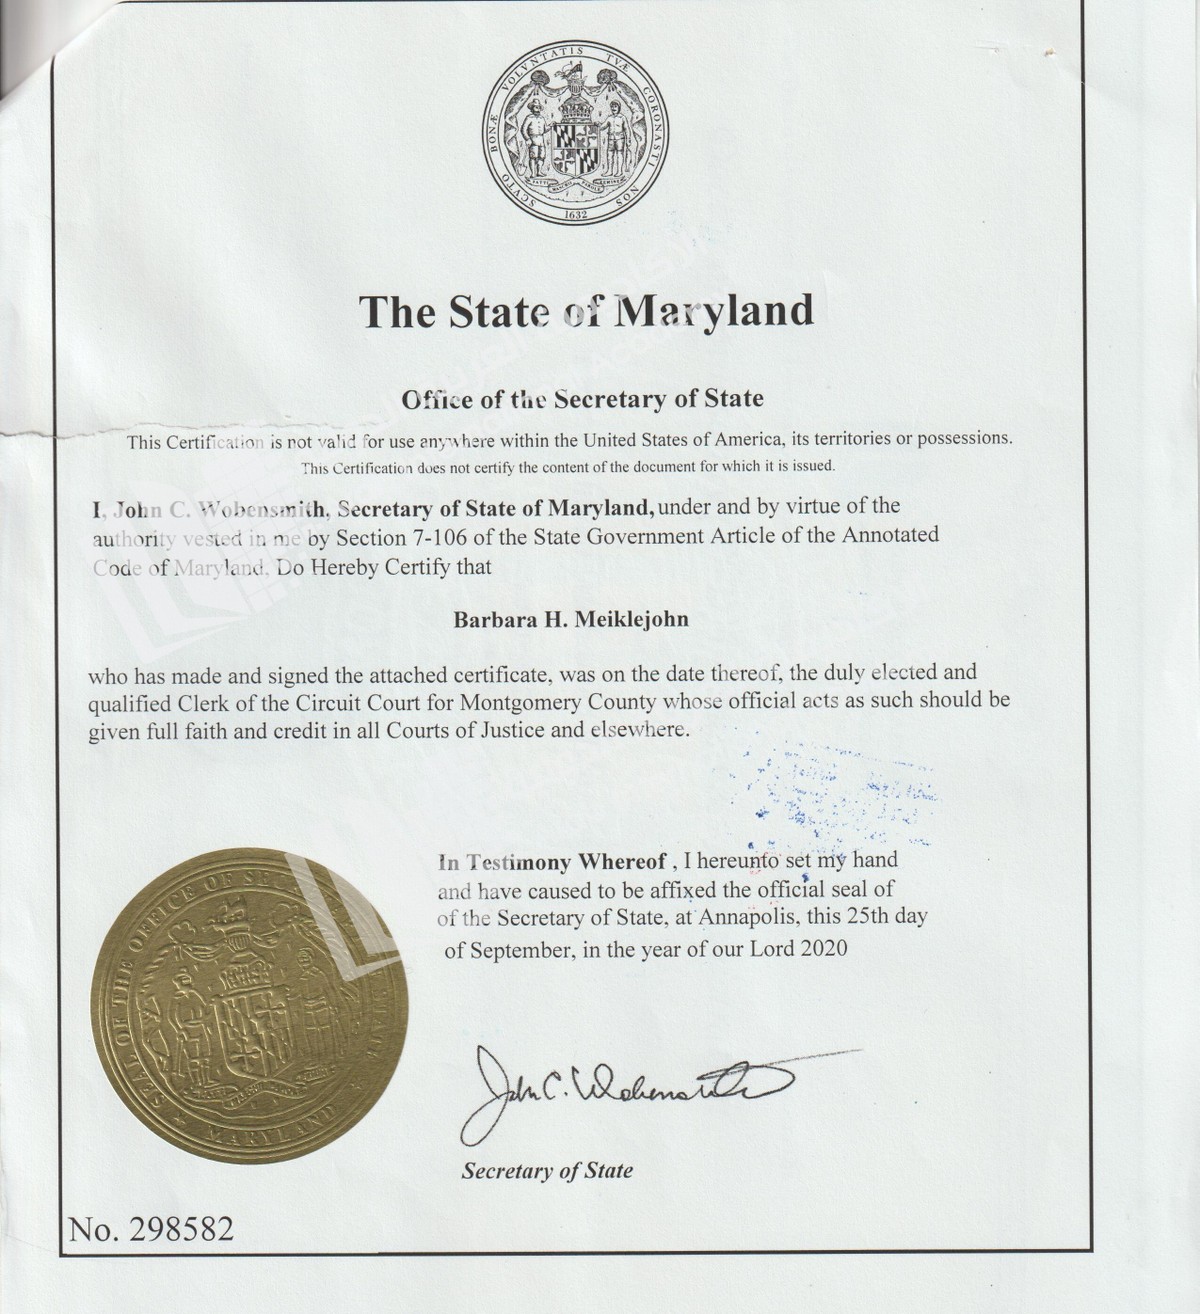 SCVTO BONÆ VOLVNTATIS TVÆ CORONASTI NOS
1632
The State of Maryland
Office of the Secretary of State
This Certification is not valid for use anywhere within the United States of America, its territories or possessions.
This Certification does not certify the content of the document for which it is issued.
I, John C. Wobensmith, Secretary of State of Maryland, under and by virtue of the
authority vested in me by Section 7-106 of the State Government Article of the Annotated
Code of Maryland, Do Hereby Certify that
Barbara H. Meiklejohn
who has made and signed the attached certificate, was on the date thereof, the duly elected and
qualified Clerk of the Circuit Court for Montgomery County whose official acts as such should be
given full faith and credit in all Courts of Justice and elsewhere.
In Testimony Whereof , I hereunto set my hand
and have caused to be affixed the official seal of
of the Secretary of State, at Annapolis, this 25th day
of September, in the year of our Lord 2020
SEAL OF THE OFFICE OF
MARYLAND
John C. Wobensmith
Secretary of State
No. 298582